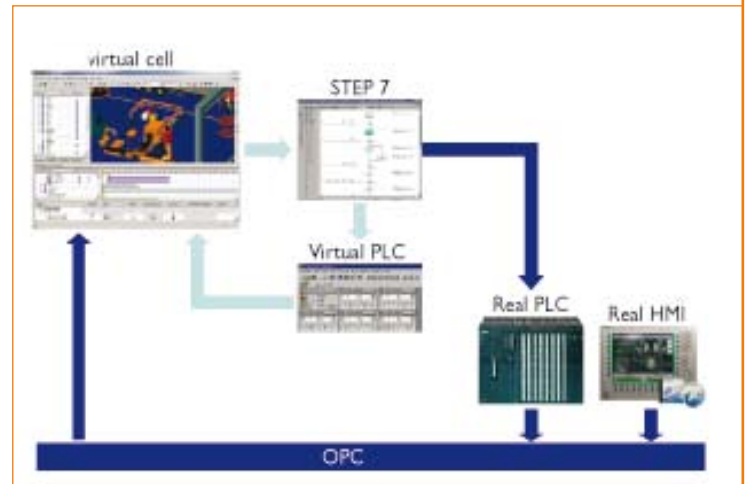 virtual cell
STEP 7
Virtual PLC
Real PLC
Real HMI
OPC